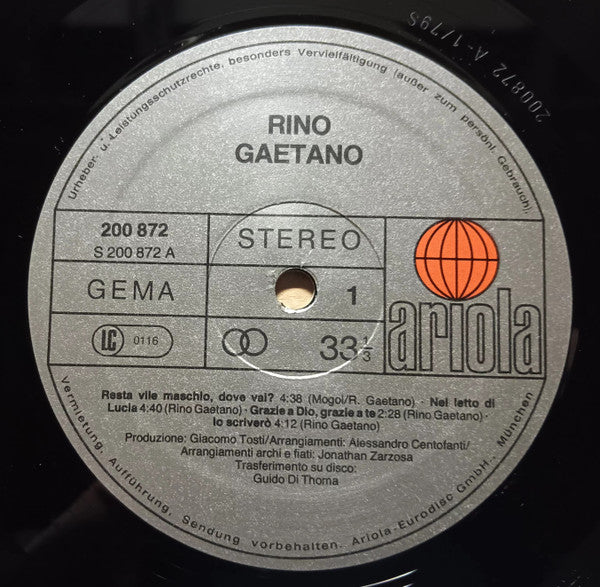 200872 A-1/79S
Urheber- u. Leistungsschutzrechte, besonders Vervielfältigung (außer zum persönl. Gebrauch),
RINO
GAETANO
200 872
S 200 872 A
STEREO
GEMA
1
LC 0116
33 1/3
ariola
Resta vile maschio, dove vai? 4:38 (Mogol/R. Gaetano) · Nel letto di
Lucia 4:40 (Rino Gaetano) · Grazie a Dio, grazie a te 2:28 (Rino Gaetano) ·
Io scriverò 4:12 (Rino Gaetano)
Produzione: Giacomo Tosti/Arrangiamenti: Alessandro Centofanti/
Arrangiamenti archi e fiati: Jonathan Zarzosa
Trasferimento su disco:
Guido Di Thoma
Vermietung, Aufführung, Sendung vorbehalten. Ariola-Eurodisc GmbH., München